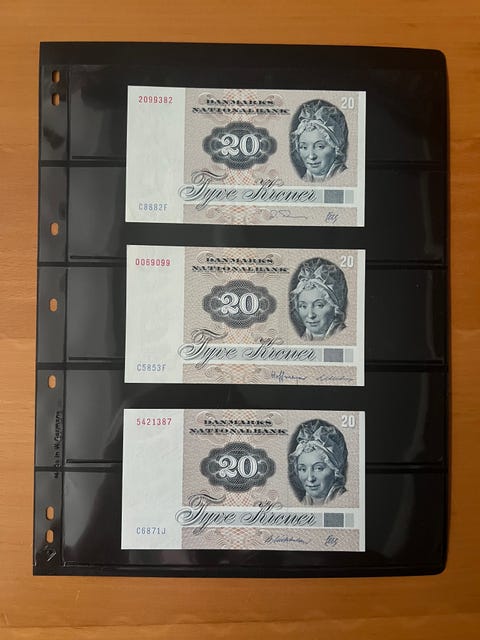 2099382
DANMARKS
NATIONALBANK
20
20
Tyve Kroner
C8882F
0069099
DANMARKS
NATIONALBANK
20
20
Tyve Kroner
C5853F
Hoffmeyer
5421387
DANMARKS
NATIONALBANK
20
20
Tyve Kroner
C6871J